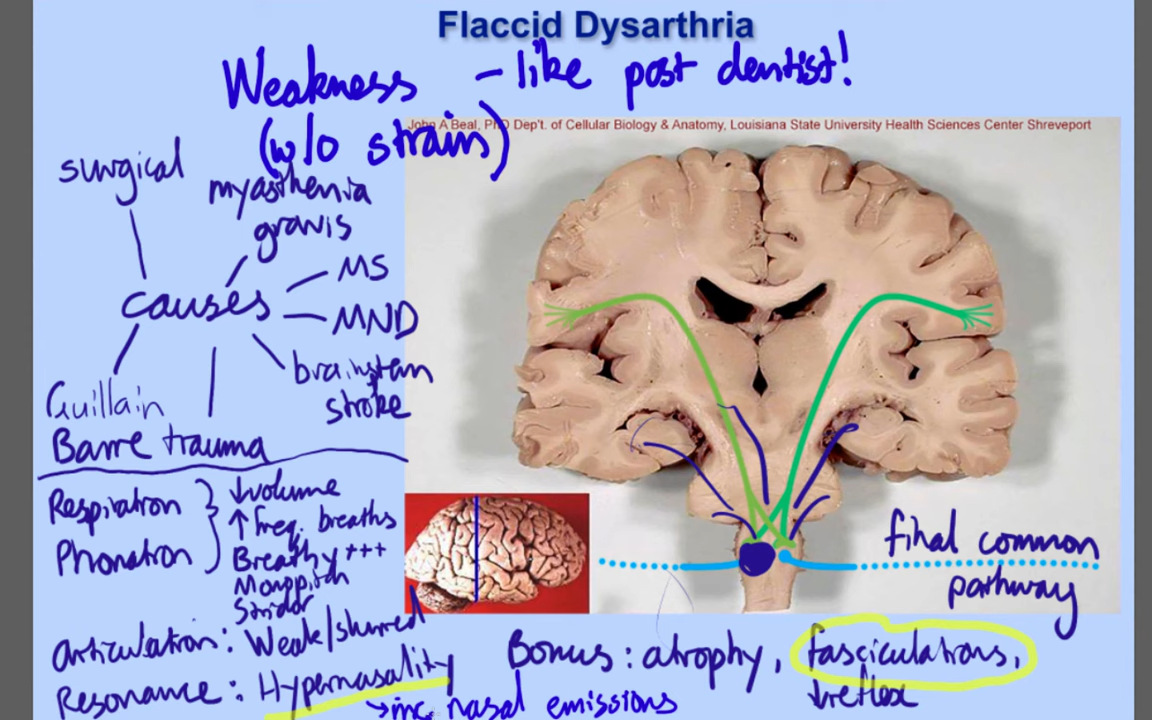 Flaccid Dysarthria
Weakness - like post dentist!
(w/o strain)
John A Beal, PhD Dep't. of Cellular Biology & Anatomy, Louisiana State University Health Sciences Center Shreveport
surgical
myasthenia
gravis
MS
causes
MND
brainstem
stroke
Guillain
Barre trauma
Respiration
Phonation
↓volume
↑freq. breaths
Breathy +++
Monopitch
Stridor
final common
pathway
Articulation: Weak/slurred
Resonance: Hypernasality
→inc. nasal emissions
Bonus: atrophy, fasciculations,
↓reflex